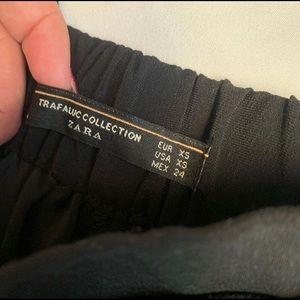 TRAFALUC COLLECTION
ZARA
EUR XS
USA XS
MEX 24